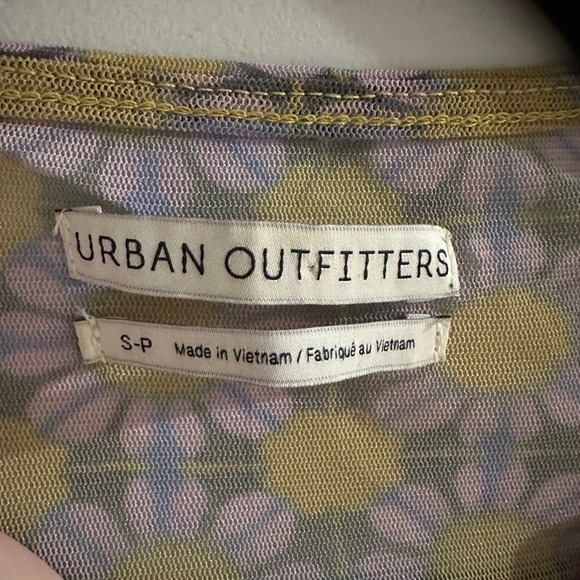 URBAN OUTFITTERS
S-P Made in Vietnam / Fabriqué au Vietnam